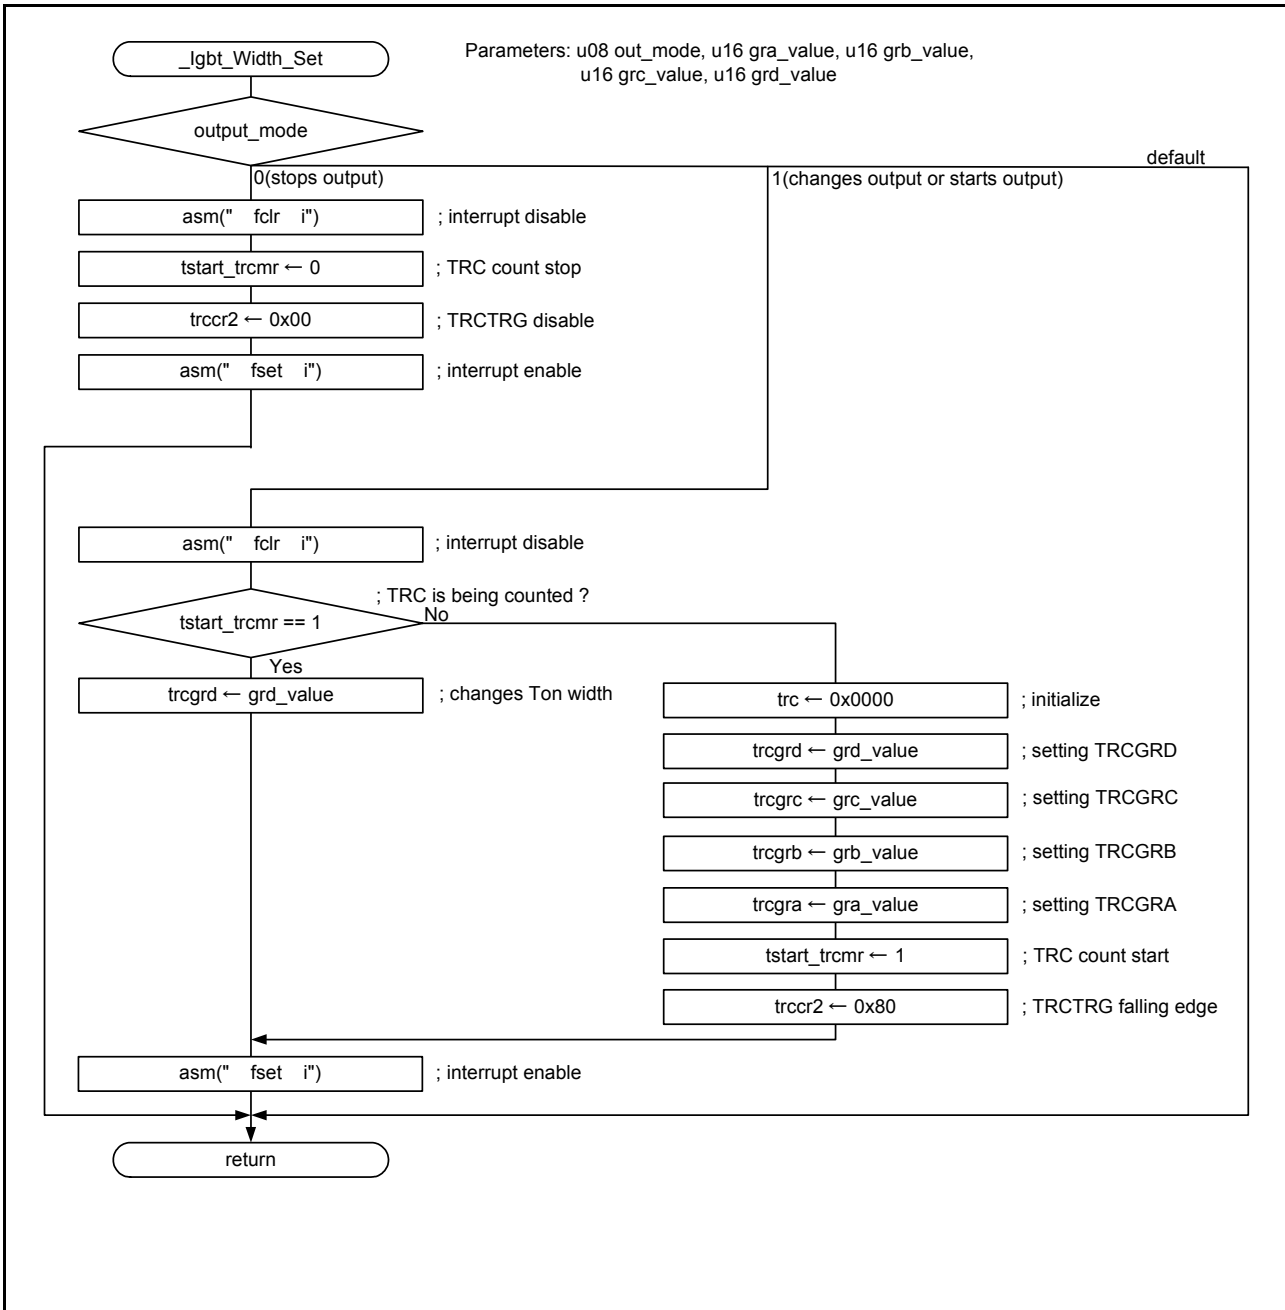 _Igbt_Width_Set
Parameters: u08 out_mode, u16 gra_value, u16 grb_value,
u16 grc_value, u16 grd_value
output_mode
default
0(stops output)
1(changes output or starts output)
asm("    fclr    i")
; interrupt disable
tstart_trcmr ← 0
; TRC count stop
trccr2 ← 0x00
; TRCTRG disable
asm("    fset    i")
; interrupt enable
asm("    fclr    i")
; interrupt disable
; TRC is being counted ?
tstart_trcmr == 1
No
Yes
trcgrd ← grd_value
; changes Ton width
trc ← 0x0000
; initialize
trcgrd ← grd_value
; setting TRCGRD
trcgrc ← grc_value
; setting TRCGRC
trcgrb ← grb_value
; setting TRCGRB
trcgra ← gra_value
; setting TRCGRA
tstart_trcmr ← 1
; TRC count start
trccr2 ← 0x80
; TRCTRG falling edge
asm("    fset    i")
; interrupt enable
return